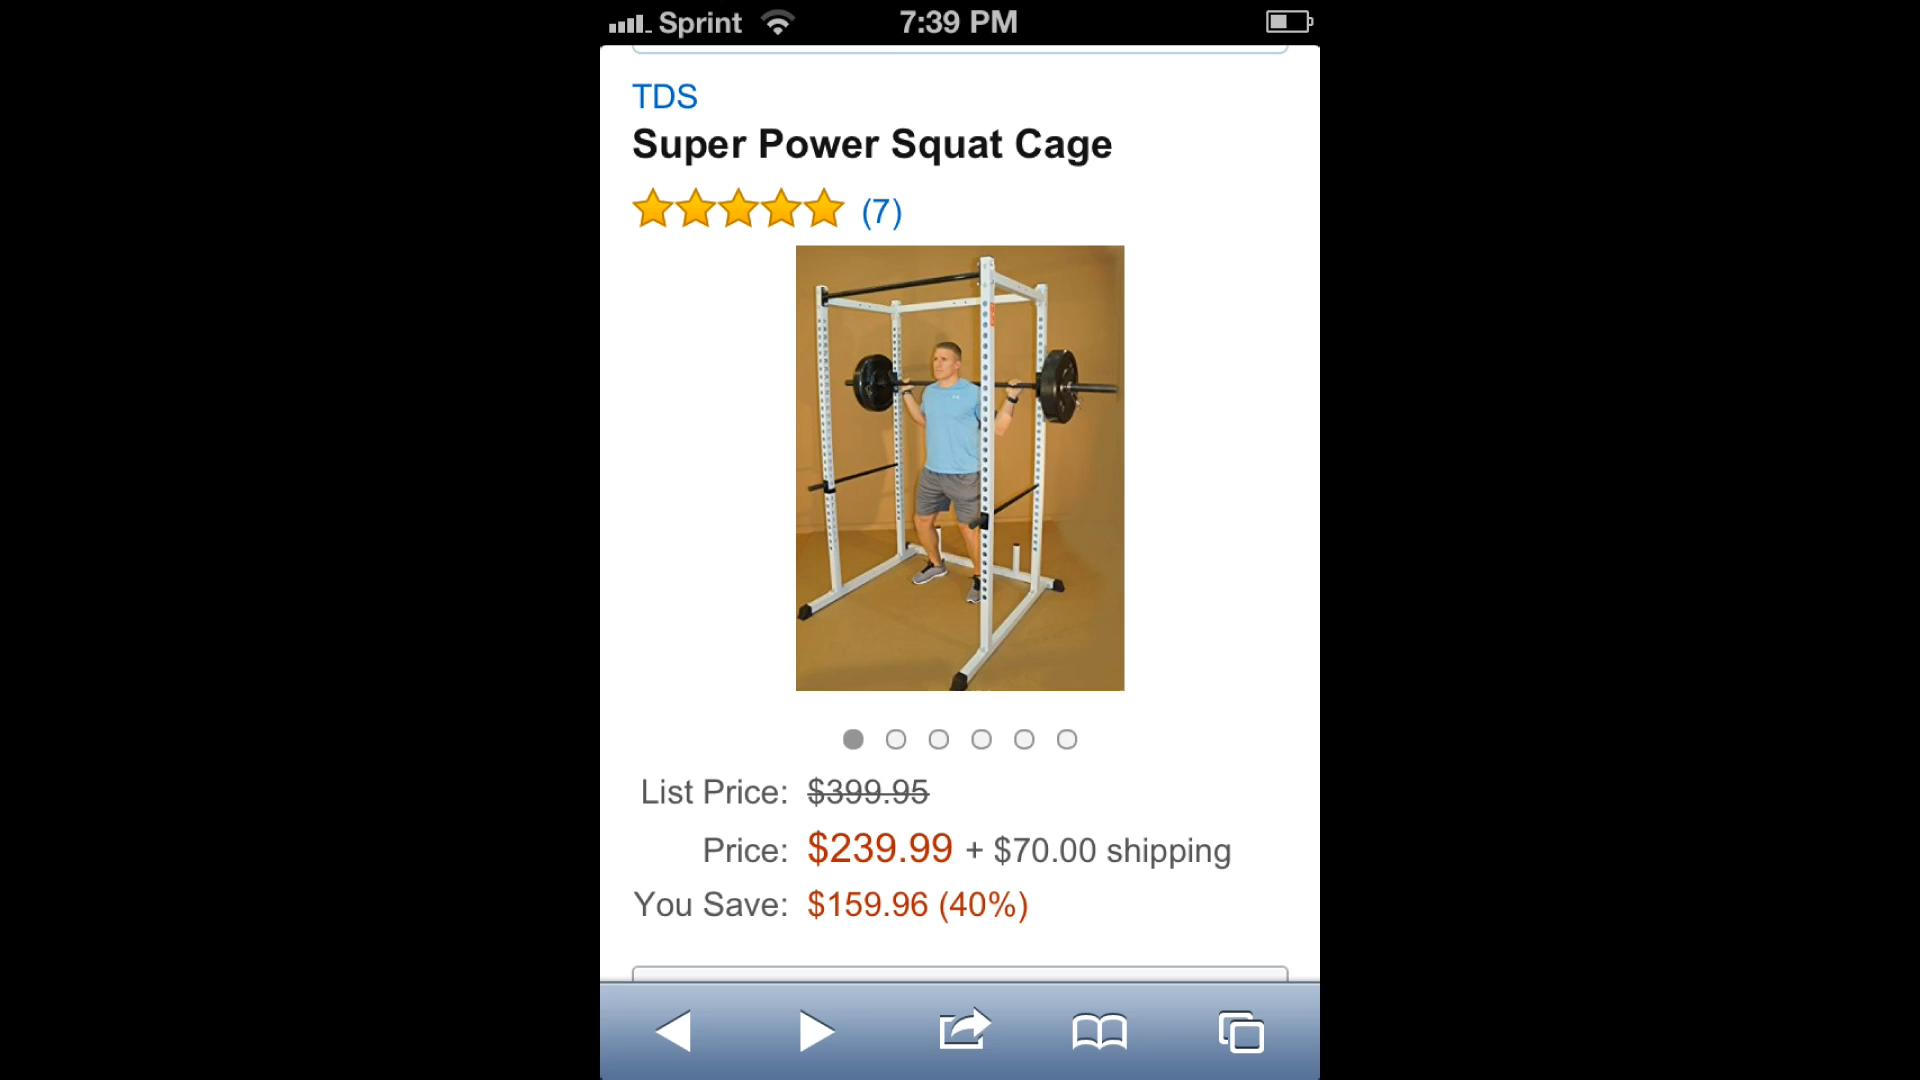 Sprint 7:39 PM
TDS
Super Power Squat Cage
(7)
List Price: $399.95
Price: $239.99 + $70.00 shipping
You Save: $159.96 (40%)